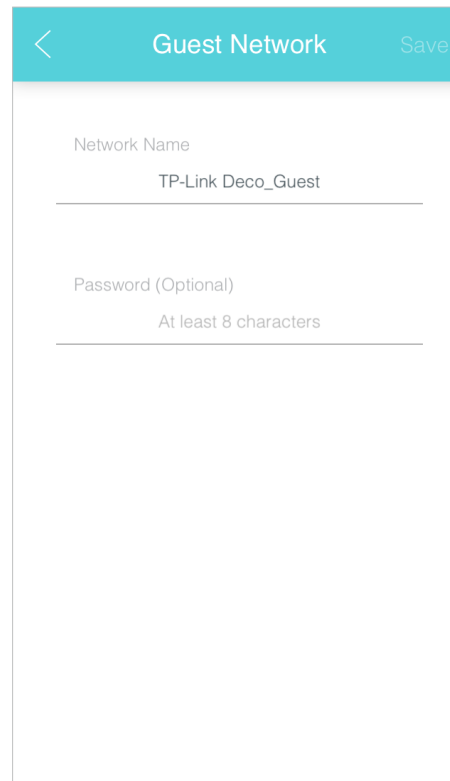 Guest Network Save
Network Name
TP-Link Deco_Guest
Password (Optional)
At least 8 characters